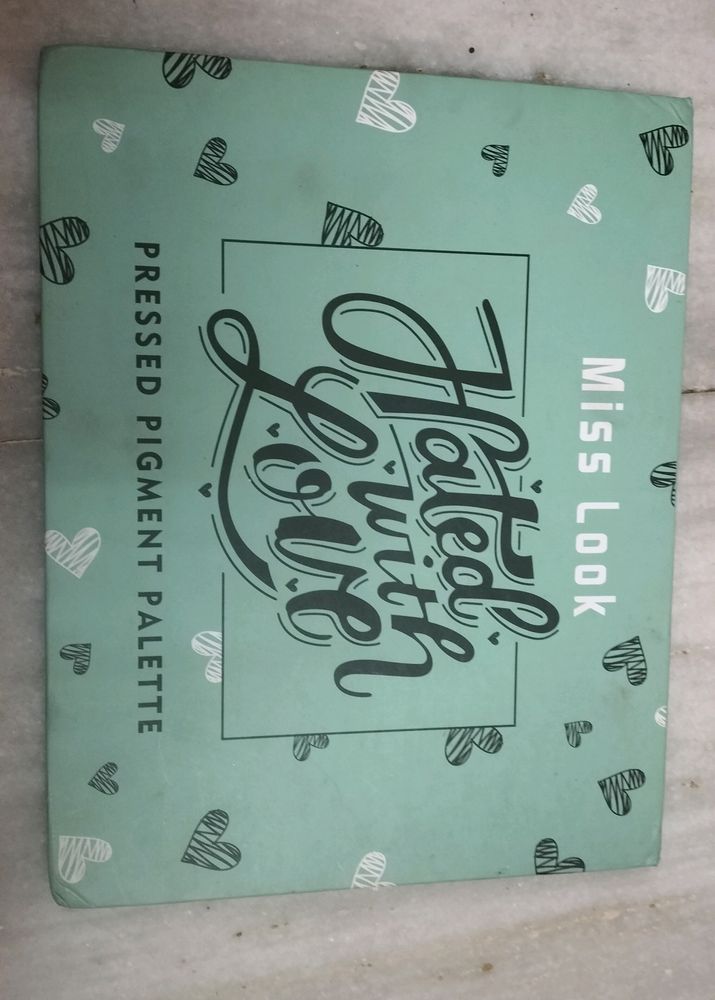 Miss Look
Hated
with
Love
PRESSED PIGMENT PALETTE